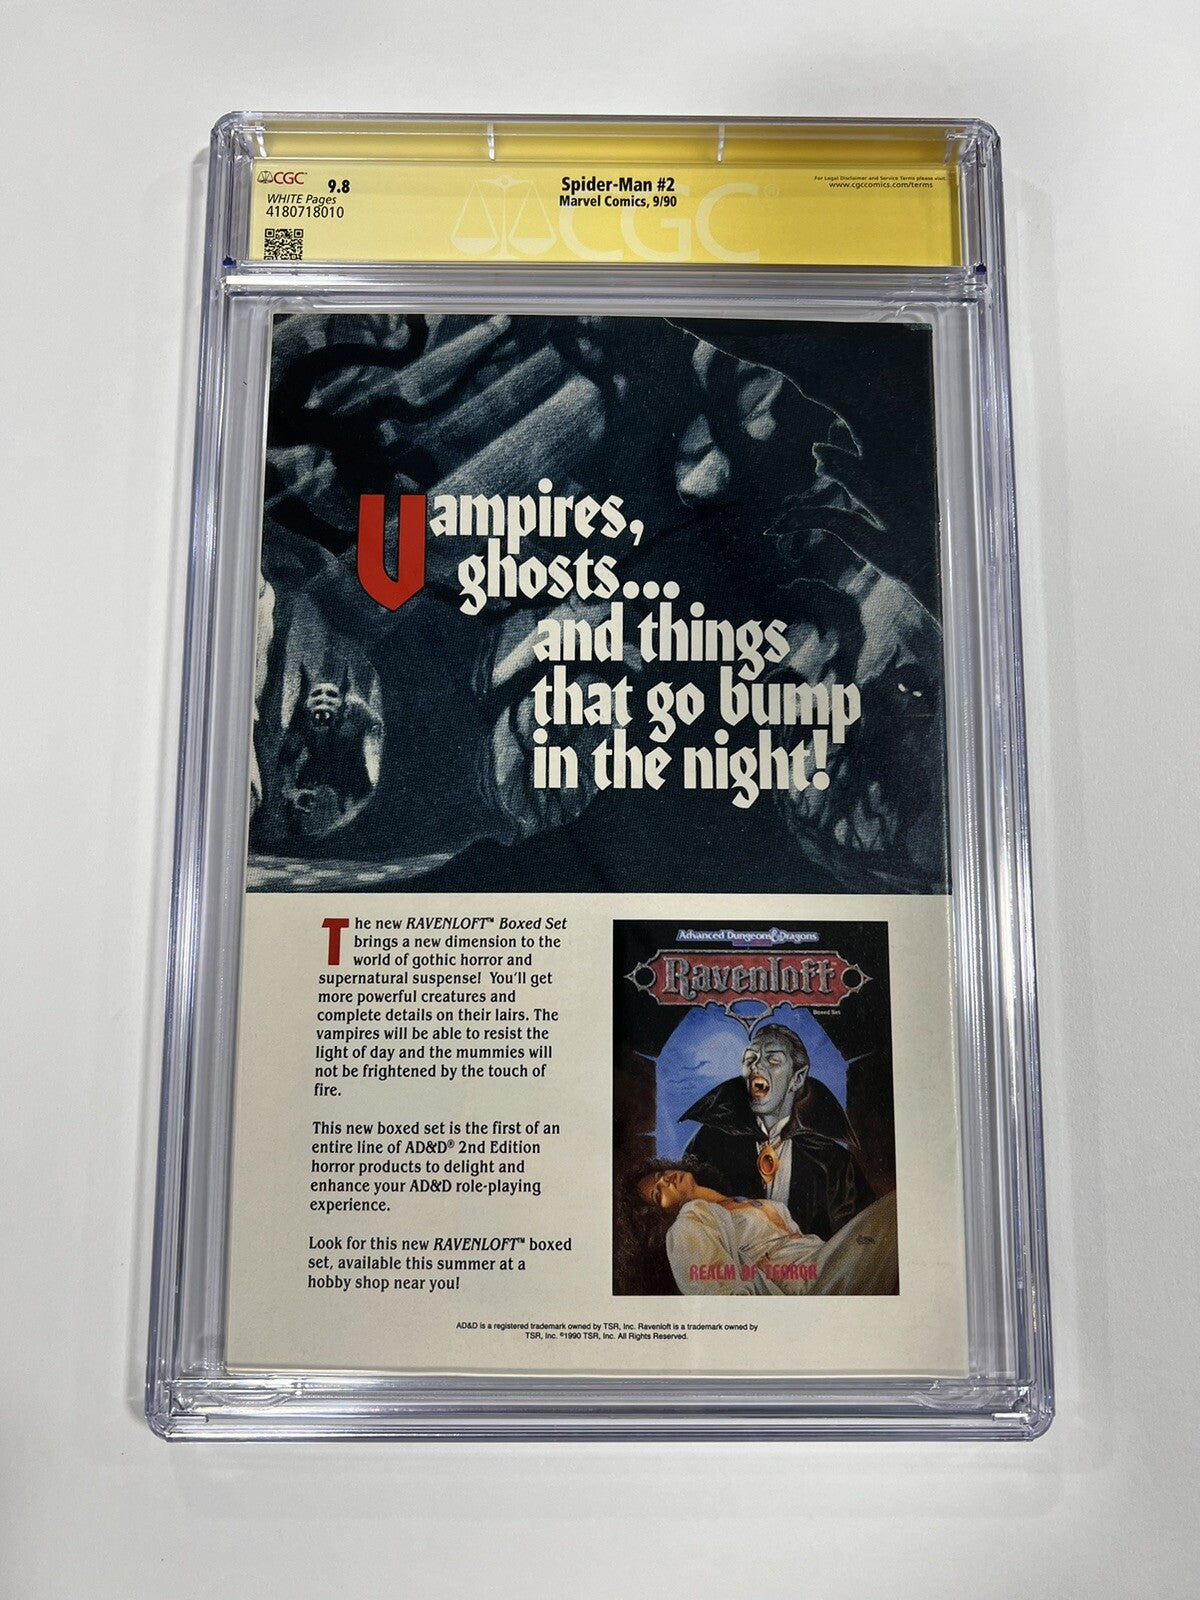 CGC
9.8
WHITE Pages
4180718010
Spider-Man #2
Marvel Comics, 9/90
For Legal Disclaimer and Service Terms please visit
www.cgccomics.com/terms
CGC®
Vampires,
ghosts...
and things
that go bump
in the night!
The new RAVENLOFT™ Boxed Set
brings a new dimension to the
world of gothic horror and
supernatural suspense! You'll get
more powerful creatures and
complete details on their lairs. The
vampires will be able to resist the
light of day and the mummies will
not be frightened by the touch of
fire.
This new boxed set is the first of an
entire line of AD&D® 2nd Edition
horror products to delight and
enhance your AD&D role-playing
experience.
Look for this new RAVENLOFT™ boxed
set, available this summer at a
hobby shop near you!
Advanced Dungeons & Dragons
Ravenloft
Boxed Set
REALM OF TERROR
AD&D is a registered trademark owned by TSR, Inc. Ravenloft is a trademark owned by
TSR, Inc. ©1990 TSR, Inc. All Rights Reserved.